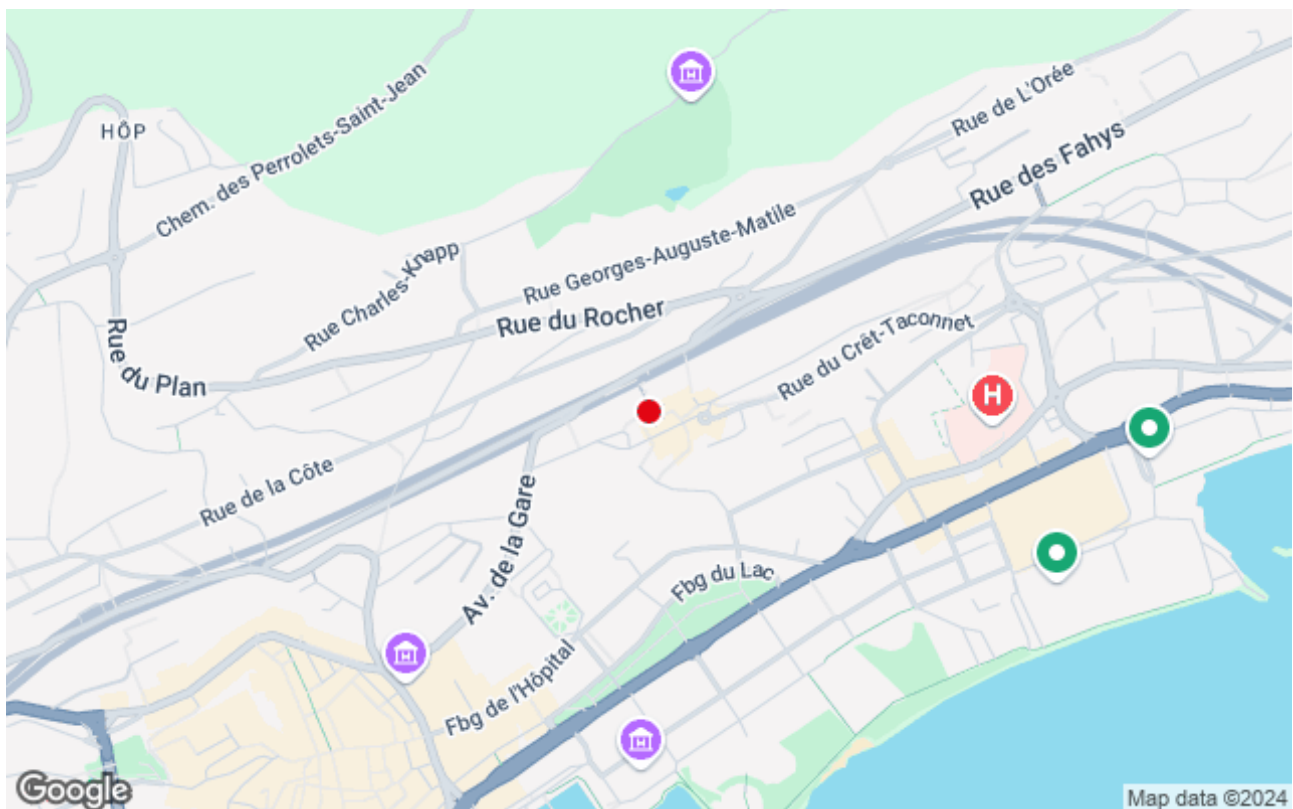 Rue de L'Orée
Rue des Fahys
HÔP
Chem. des Perrolets-Saint-Jean
Rue Georges-Auguste-Matile
Rue Charles-Knapp
Rue du Rocher
Rue du Plan
Rue du Crêt-Taconnet
H
Rue de la Côte
Av. de la Gare
Fbg du Lac
Fbg de l'Hôpital
Google
Map data ©2024